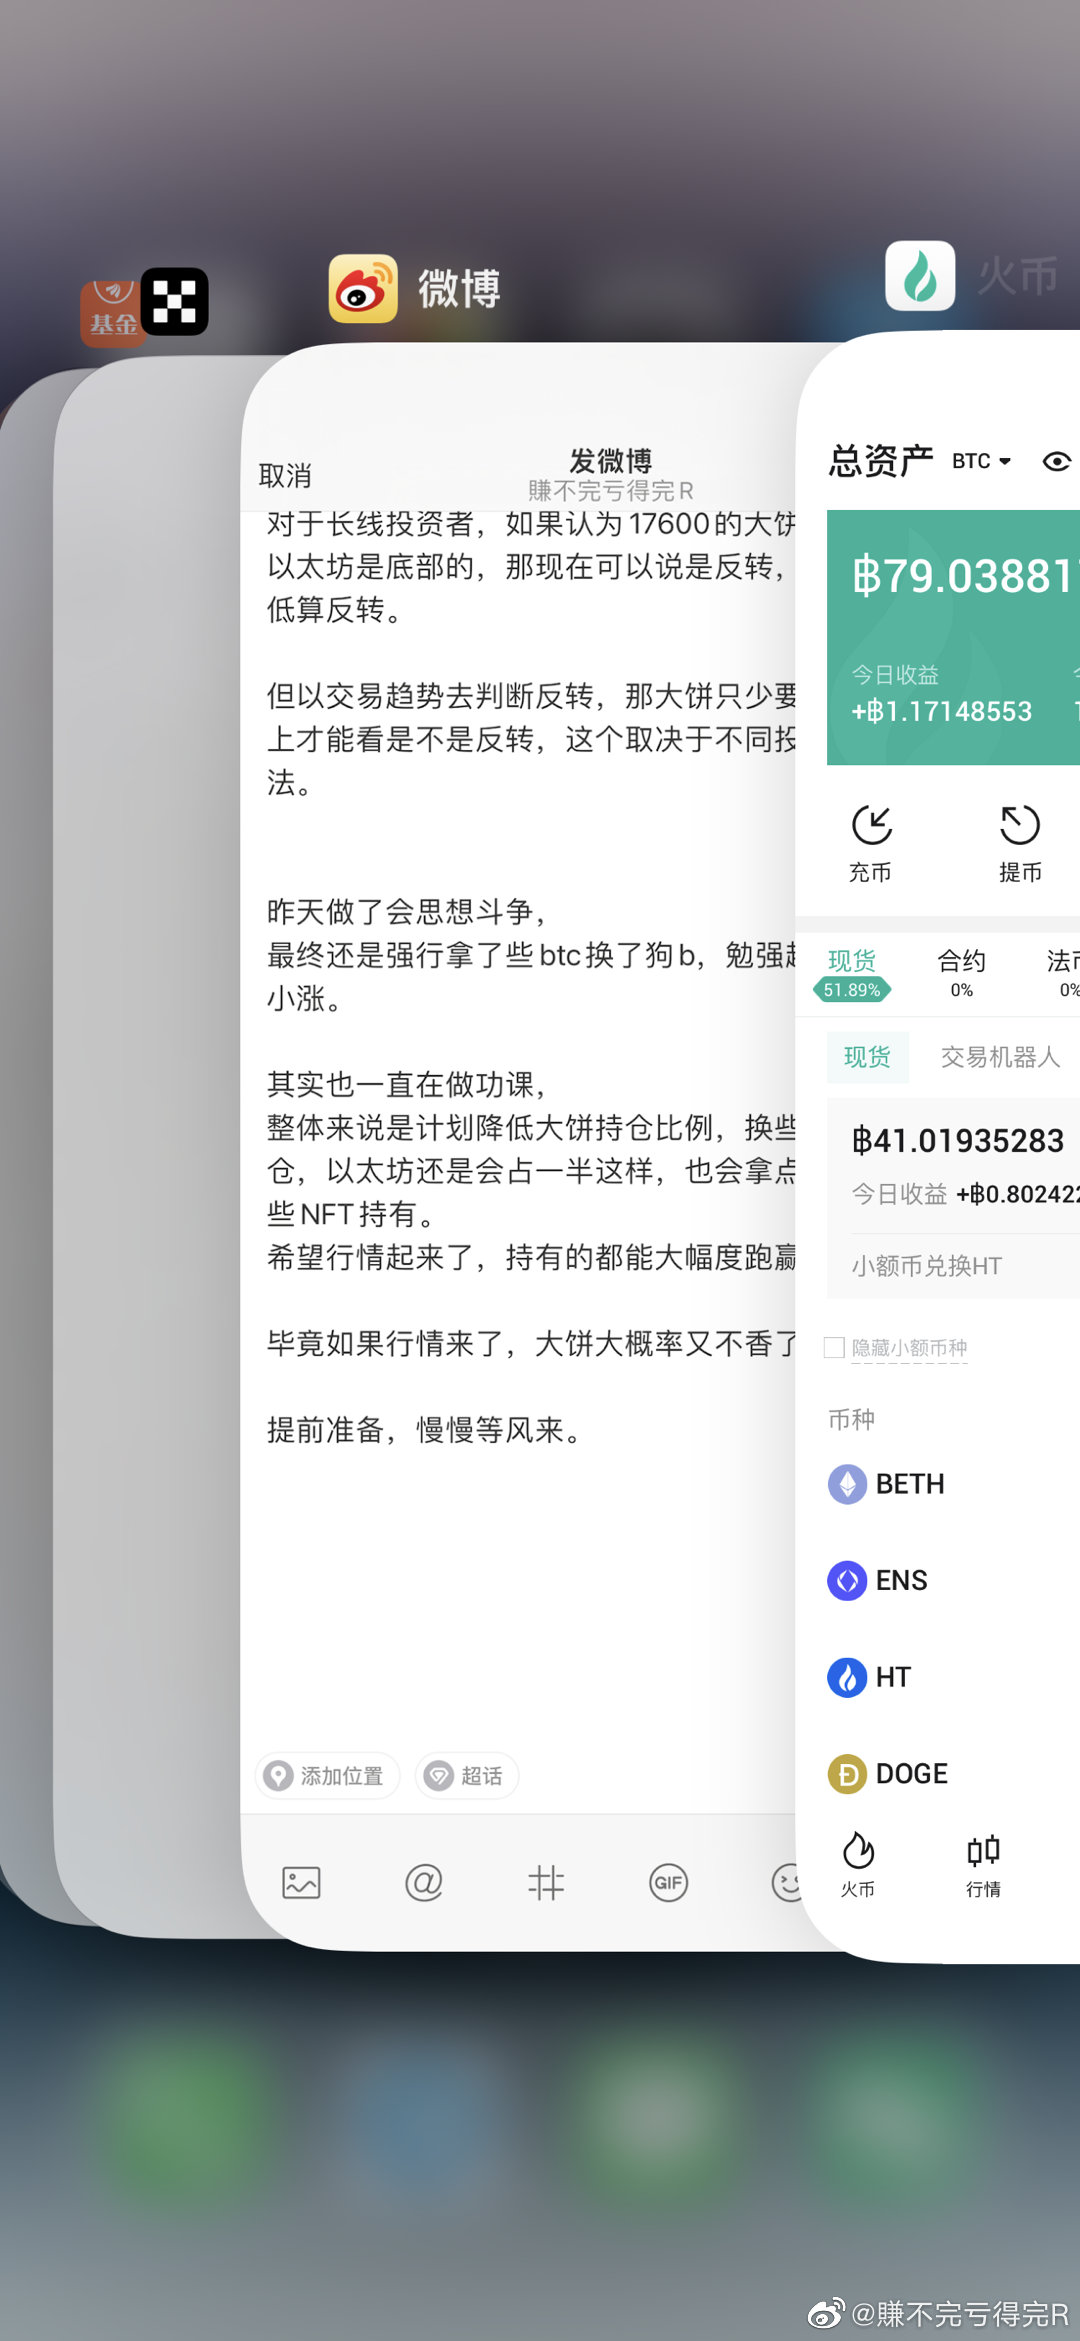 基金
微博
火币
取消
发微博
賺不完亏得完R
对于长线投资者，如果认为17600的大饼
以太坊是底部的，那现在可以说是反转，
低算反转。
但以交易趋势去判断反转，那大饼只少要
上才能看是不是反转，这个取决于不同投
法。
昨天做了会思想斗争，
最终还是强行拿了些btc换了狗b，勉强
小涨。
其实也一直在做功课，
整体来说是计划降低大饼持仓比例，换些
仓，以太坊还是会占一半这样，也会拿点
些NFT持有。
希望行情起来了，持有的都能大幅度跑赢
毕竟如果行情来了，大饼大概率又不香了
提前准备，慢慢等风来。
添加位置
超话
GIF
总资产 BTC
฿79.03881
今日收益
+฿1.17148553
充币
提币
现货
51.89%
合约
0%
法币
0%
现货
交易机器人
฿41.01935283
今日收益 +฿0.80242
小额币兑换HT
隐藏小额币种
币种
BETH
ENS
HT
DOGE
火币
行情
@賺不完亏得完R